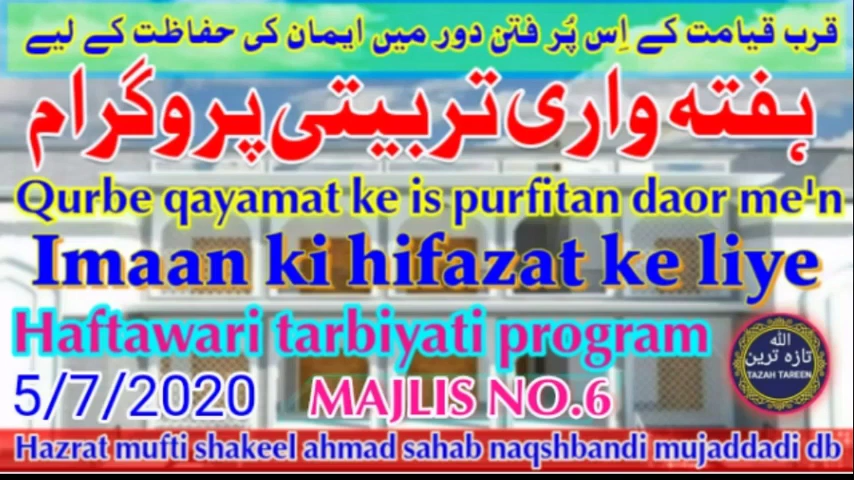 قرب قیامت کے اِس پُر فتن دور میں ایمان کی حفاظت کے لیے
ہفتہ واری تربیتی پروگرام
Qurbe qayamat ke is purfitan daor me'n
Imaan ki hifazat ke liye
Haftawari tarbiyati program
الله
تازہ ترین
TAZAH TAREEN
5/7/2020 MAJLIS NO.6
Hazrat mufti shakeel ahmad sahab naqshbandi mujaddadi db